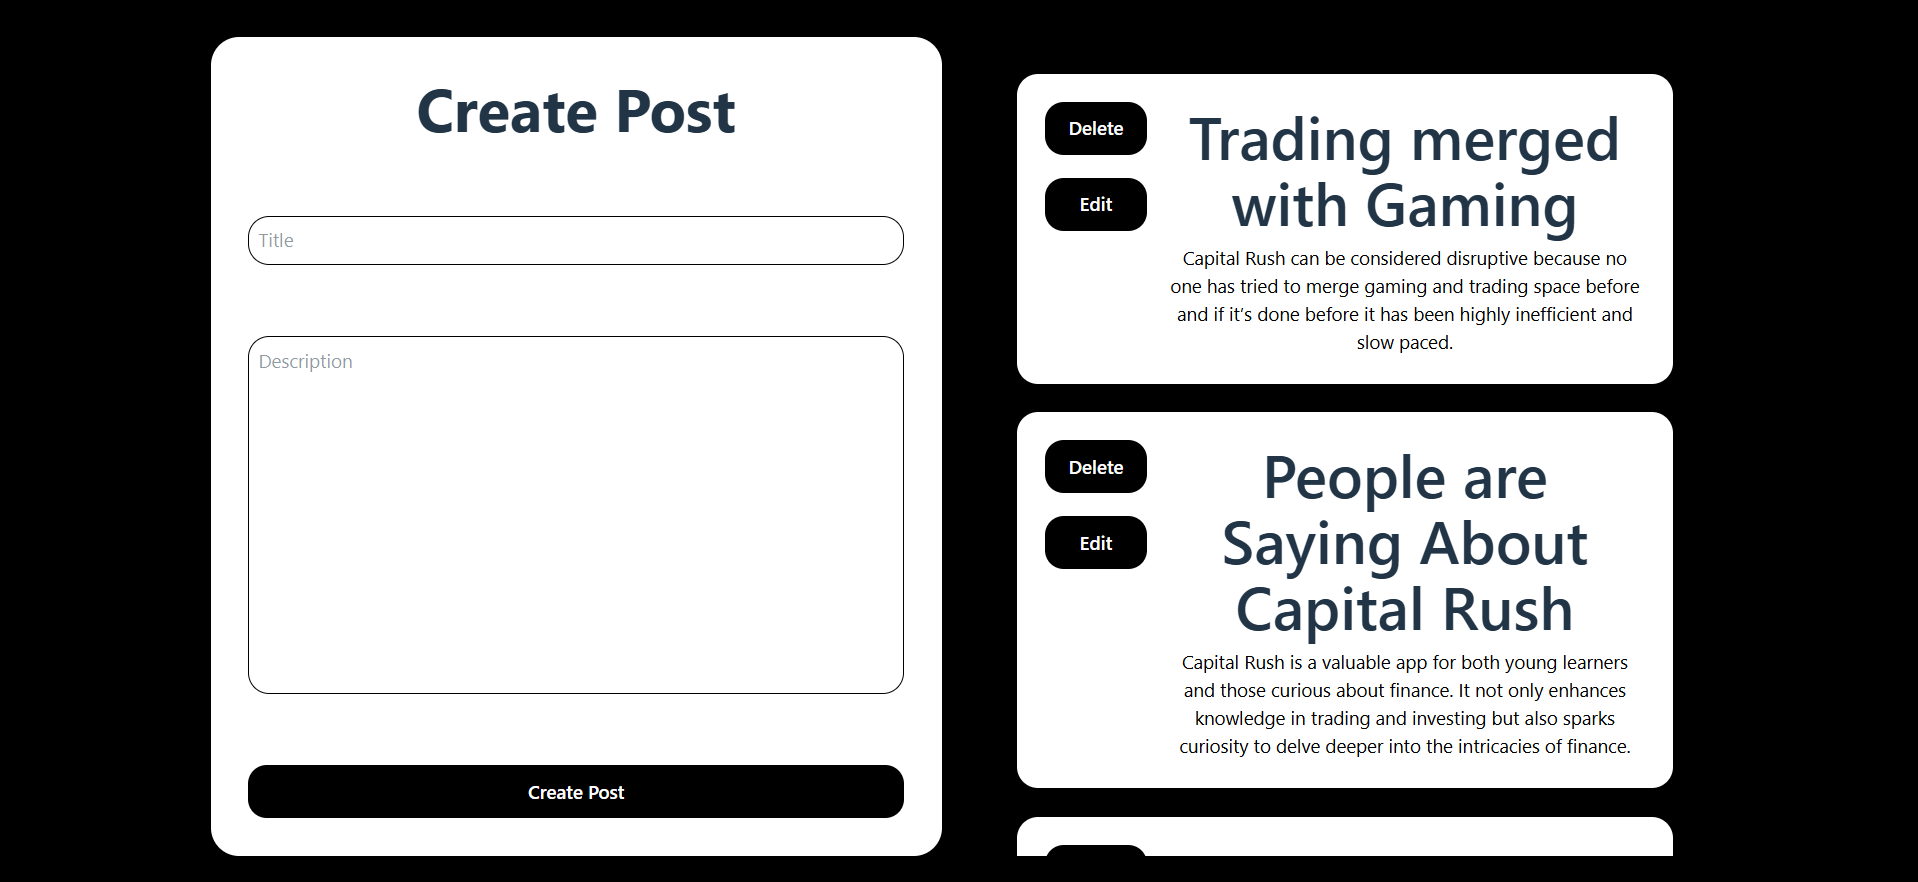 Create Post
Title
Description
Create Post
Delete
Edit
Trading merged
with Gaming
Capital Rush can be considered disruptive because no
one has tried to merge gaming and trading space before
and if it’s done before it has been highly inefficient and
slow paced.
Delete
Edit
People are
Saying About
Capital Rush
Capital Rush is a valuable app for both young learners
and those curious about finance. It not only enhances
knowledge in trading and investing but also sparks
curiosity to delve deeper into the intricacies of finance.